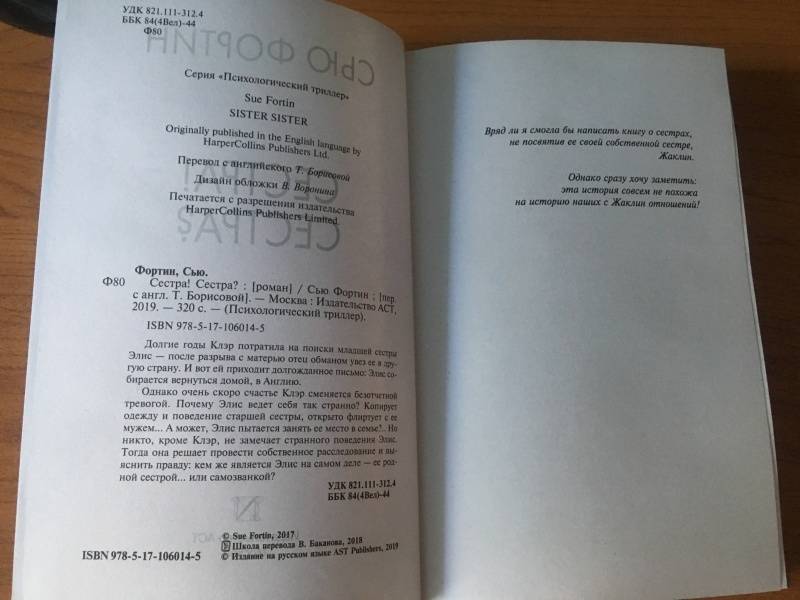 УДК 821.111-312.4
ББК 84(4Вел)-44
Ф80
СЬЮ ФОРТИН
Серия «Психологический триллер»
Sue Fortin
SISTER SISTER
Originally published in the English language by
HarperCollins Publishers Ltd.
Перевод с английского Т. Борисовой
Дизайн обложки В. Воронина
Печатается с разрешения издательства
HarperCollins Publishers Limited.
СЕСТРА!
СЕСТРА?
Фортин, Сью.
Ф80 Сестра! Сестра? : [роман] / Сью Фортин ; [пер.
с англ. Т. Борисовой]. — Москва : Издательство АСТ,
2019. — 320 с. — (Психологический триллер).
ISBN 978-5-17-106014-5
Долгие годы Клэр потратила на поиски младшей сестры
Элис — после разрыва с матерью отец обманом увез ее в дру-
гую страну. И вот ей приходит долгожданное письмо: Элис со-
бирается вернуться домой, в Англию.
Однако очень скоро счастье Клэр сменяется безотчетной
тревогой. Почему Элис ведет себя так странно? Копирует
одежду и поведение старшей сестры, открыто флиртует с ее
мужем... А может, Элис пытается занять ее место в семье?.. Но
никто, кроме Клэр, не замечает странного поведения Элис.
Тогда она решает провести собственное расследование и вы-
яснить правду: кем же является Элис на самом деле — ее род-
ной сестрой... или самозванкой?
УДК 821.111-312.4
ББК 84(4Вел)-44
АСТ
© Sue Fortin, 2017
Школа перевода В. Баканова, 2018
ISBN 978-5-17-106014-5 © Издание на русском языке AST Publishers, 2019
Вряд ли я смогла бы написать книгу о сестрах,
не посвятив ее своей собственной сестре,
Жаклин.
Однако сразу хочу заметить:
эта история совсем не похожа
на историю наших с Жаклин отношений!